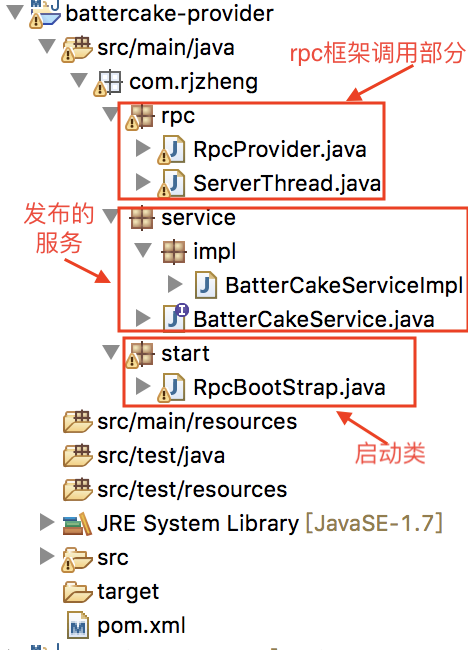 battercake-provider
src/main/java
rpc框架调用部分
com.rjzheng
rpc
RpcProvider.java
ServerThread.java
发布的
服务
service
impl
BatterCakeServiceImpl
BatterCakeService.java
start
RpcBootStrap.java
启动类
src/main/resources
src/test/java
src/test/resources
JRE System Library [JavaSE-1.7]
src
target
pom.xml